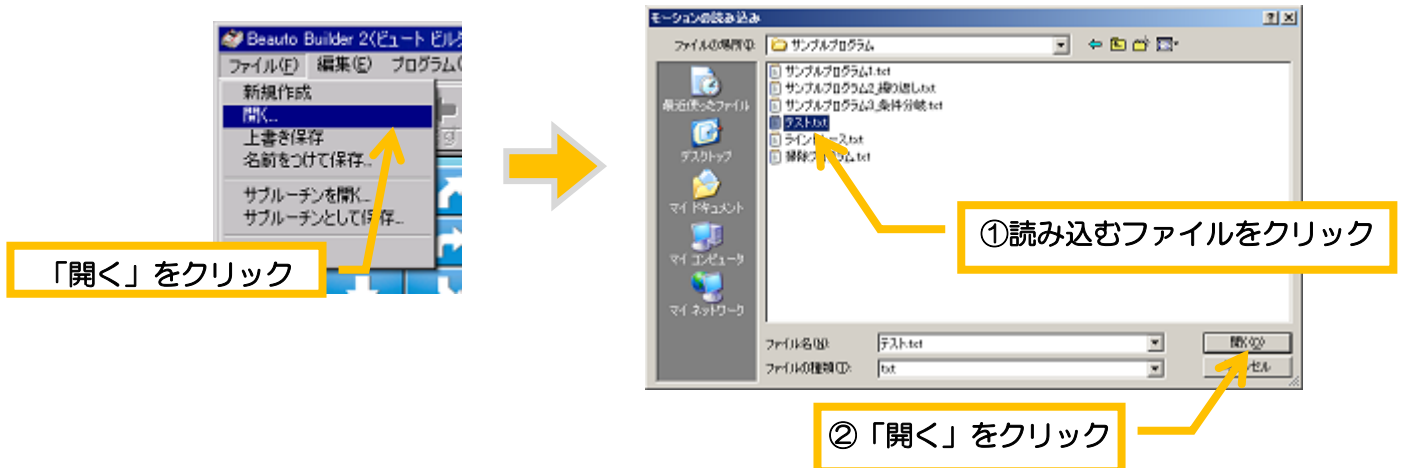 Beauto Builder 2(ビュート ビル
ファイル(F) 編集(E) プログラム(
新規作成
開く...
上書き保存
名前をつけて保存...
サブルーチンを開く...
サブルーチンとして保存...
「開く」をクリック
モーションの読み込み
ファイルの場所(I):
サンプルプログラム
サンプルプログラム1.txt
サンプルプログラム2_繰り返し.txt
サンプルプログラム3_条件分岐.txt
テスト.txt
ライントレース.txt
掃除プログラム.txt
最近使ったファイル
デスクトップ
マイ ドキュメント
マイ コンピュータ
マイ ネットワーク
①読み込むファイルをクリック
ファイル名(N):
テスト.txt
開く(O)
ファイルの種類(T):
txt
②「開く」をクリック